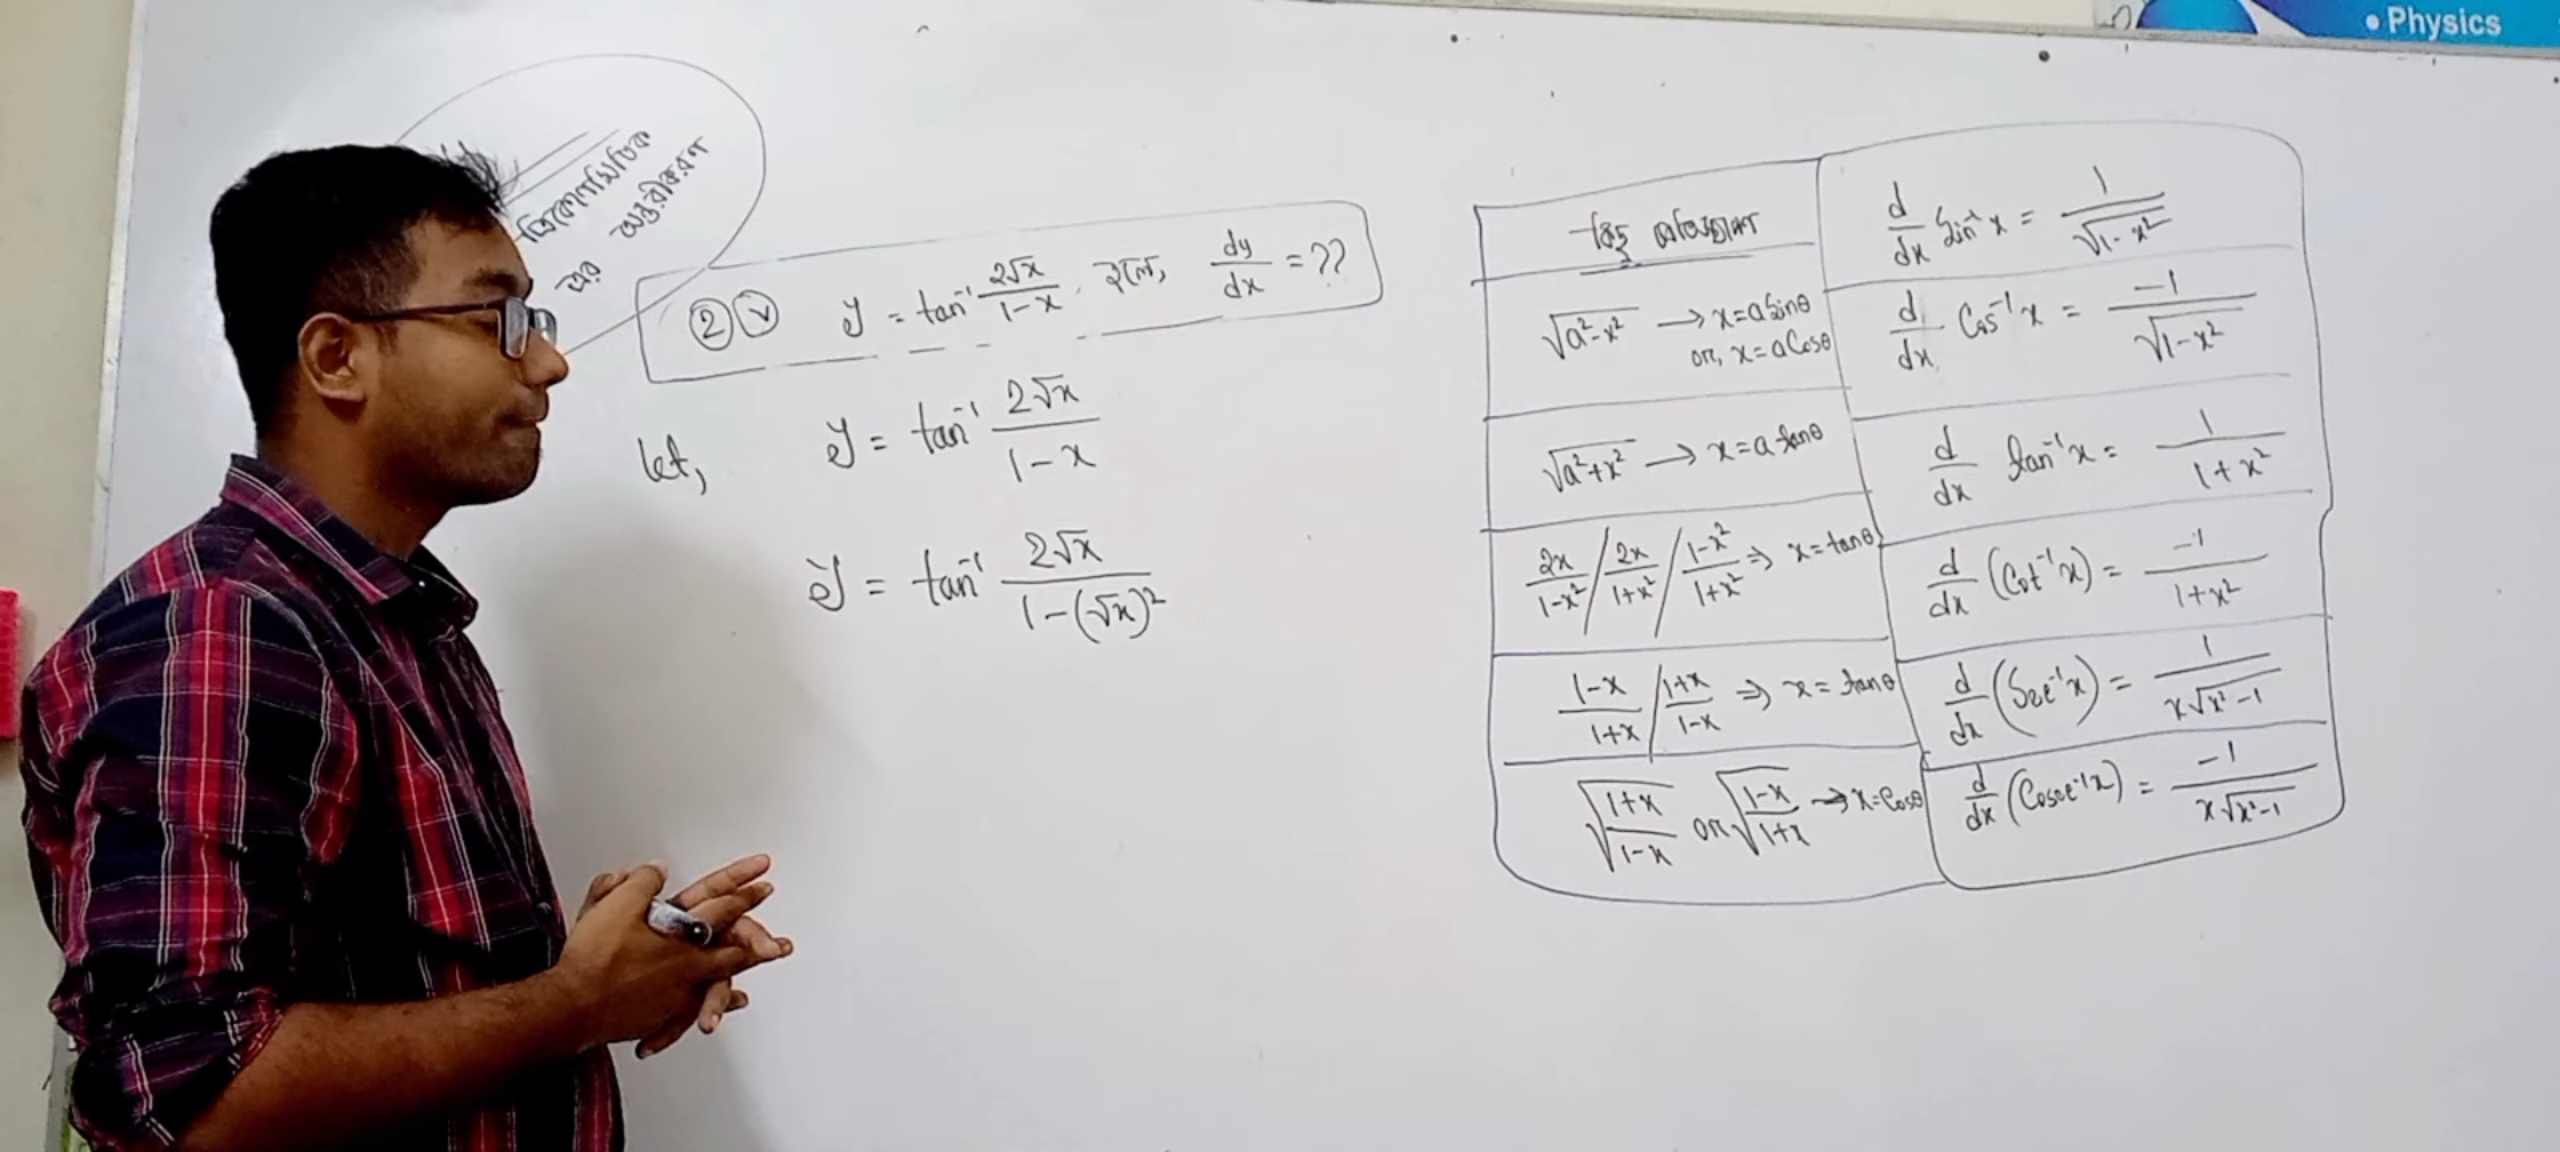 • Physics
ত্রিকোণমিতিক
এর অন্তরীকরণ
② ⓥ y = tan⁻¹ 2√x/(1-x) হলে, dy/dx = ??
let, y = tan⁻¹ 2√x/(1-x)
y = tan⁻¹ 2√x/(1-(√x)²)
কিছু প্রতিস্থাপন
√(a²-x²) → x = a Sinθ
or, x = a Cosθ
√(a²+x²) → x = a tanθ
2x/(1-x²) / 2x/(1+x²) / (1-x²)/(1+x²) ⇒ x = tanθ
(1-x)/(1+x) / (1+x)/(1-x) ⇒ x = tanθ
√((1+x)/(1-x)) or √((1-x)/(1+x)) → x = Cosθ
d/dx Sin⁻¹x = 1/√(1-x²)
d/dx Cos⁻¹x = -1/√(1-x²)
d/dx tan⁻¹x = 1/(1+x²)
d/dx (Cot⁻¹x) = -1/(1+x²)
d/dx (Sec⁻¹x) = 1/(x√(x²-1))
d/dx (Cosec⁻¹x) = -1/(x√(x²-1))